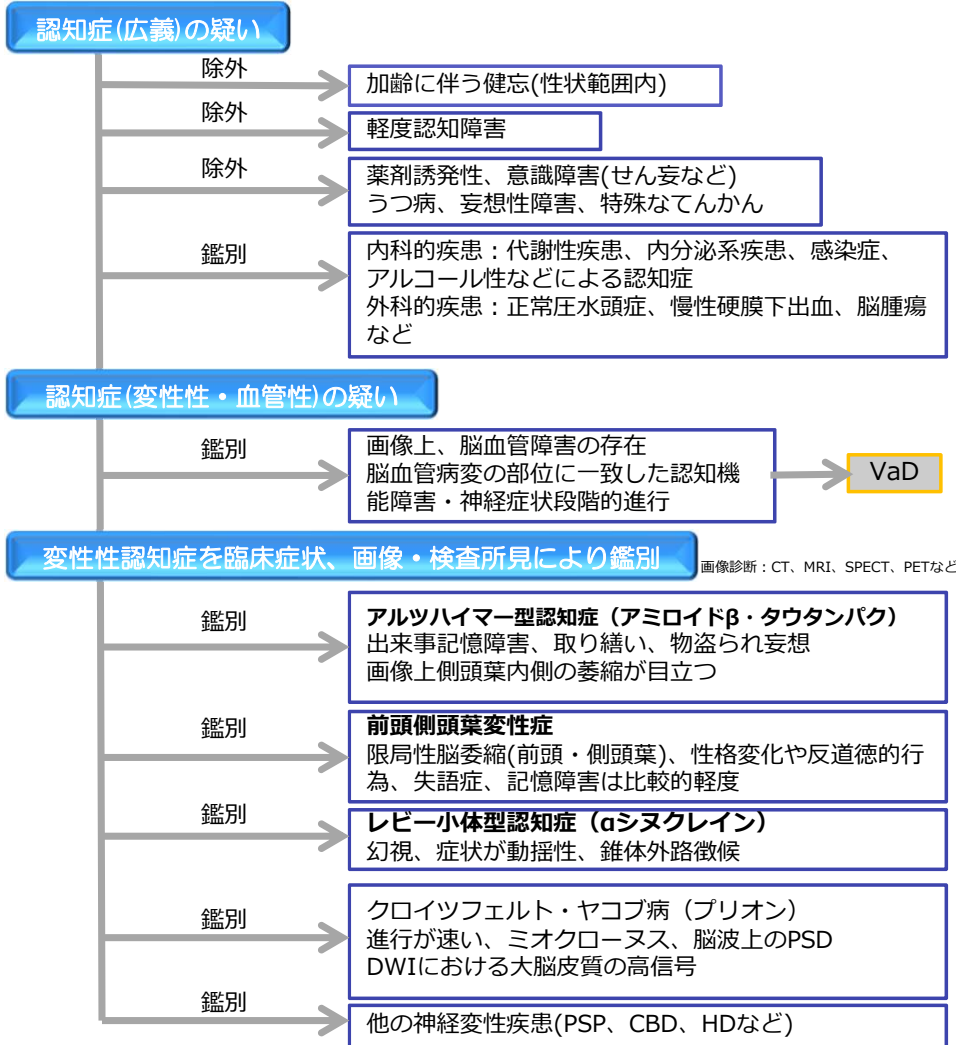 認知症(広義)の疑い
除外
加齢に伴う健忘(性状範囲内)
除外
軽度認知障害
除外
薬剤誘発性、意識障害(せん妄など)
うつ病、妄想性障害、特殊なてんかん
鑑別
内科的疾患：代謝性疾患、内分泌系疾患、感染症、
アルコール性などによる認知症
外科的疾患：正常圧水頭症、慢性硬膜下出血、脳腫瘍
など
認知症(変性性・血管性)の疑い
鑑別
画像上、脳血管障害の存在
脳血管病変の部位に一致した認知機
能障害・神経症状段階的進行
VaD
変性性認知症を臨床症状、画像・検査所見により鑑別
画像診断：CT、MRI、SPECT、PETなど
鑑別
アルツハイマー型認知症（アミロイドβ・タウタンパク）
出来事記憶障害、取り繕い、物盗られ妄想
画像上側頭葉内側の萎縮が目立つ
鑑別
前頭側頭葉変性症
限局性脳委縮(前頭・側頭葉)、性格変化や反道徳的行
為、失語症、記憶障害は比較的軽度
鑑別
レビー小体型認知症（αシヌクレイン）
幻視、症状が動揺性、錐体外路徴候
鑑別
クロイツフェルト・ヤコブ病（プリオン）
進行が速い、ミオクローヌス、脳波上のPSD
DWIにおける大脳皮質の高信号
鑑別
他の神経変性疾患(PSP、CBD、HDなど)